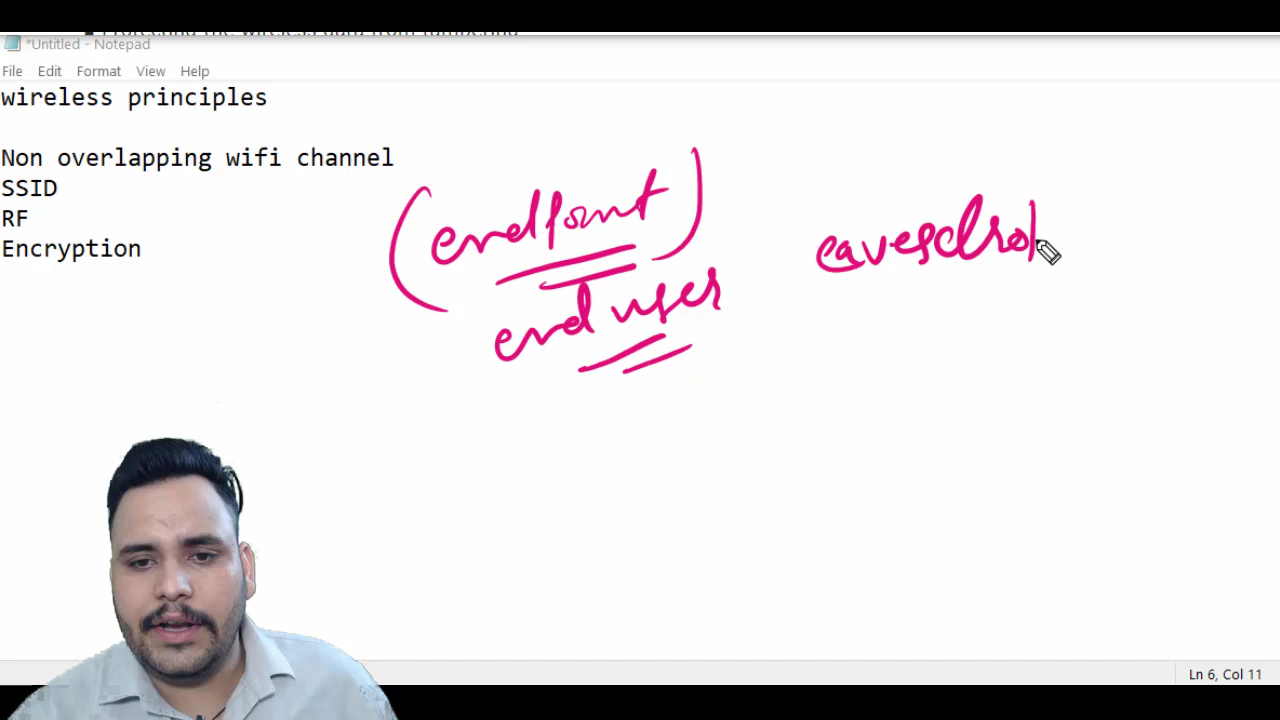 *Untitled - Notepad
File Edit Format View Help
wireless principles
Non overlapping wifi channel
SSID
RF
Encryption
(endpoint)
end user
eavesdrop
Ln 6, Col 11